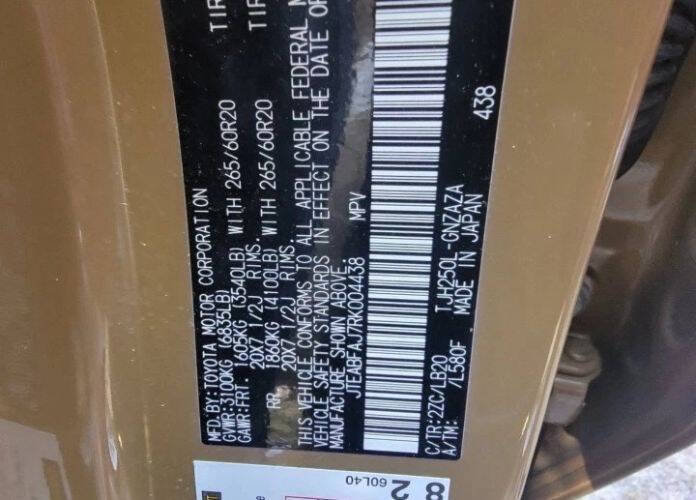 MFD.BY:TOYOTA MOTOR CORPORATION
GVWR:3100KG (6835LB)
GAWR:FRT. 1605KG (3540LB) WITH 265/60R20 TIR
20X7 1/2J RIMS.
RR. 1860KG (4100LB) WITH 265/60R20 TIR
20X7 1/2J RIMS.
THIS VEHICLE CONFORMS TO ALL APPLICABLE FEDERAL M
VEHICLE SAFETY STANDARDS IN EFFECT ON THE DATE OF
MANUFACTURE SHOWN ABOVE.
JTEABFAJ7RK004438 MPV
C/TR:2ZC/LB20 TJH250L-GNZAZA
A/TM: /L580F MADE IN JAPAN
438
60L40